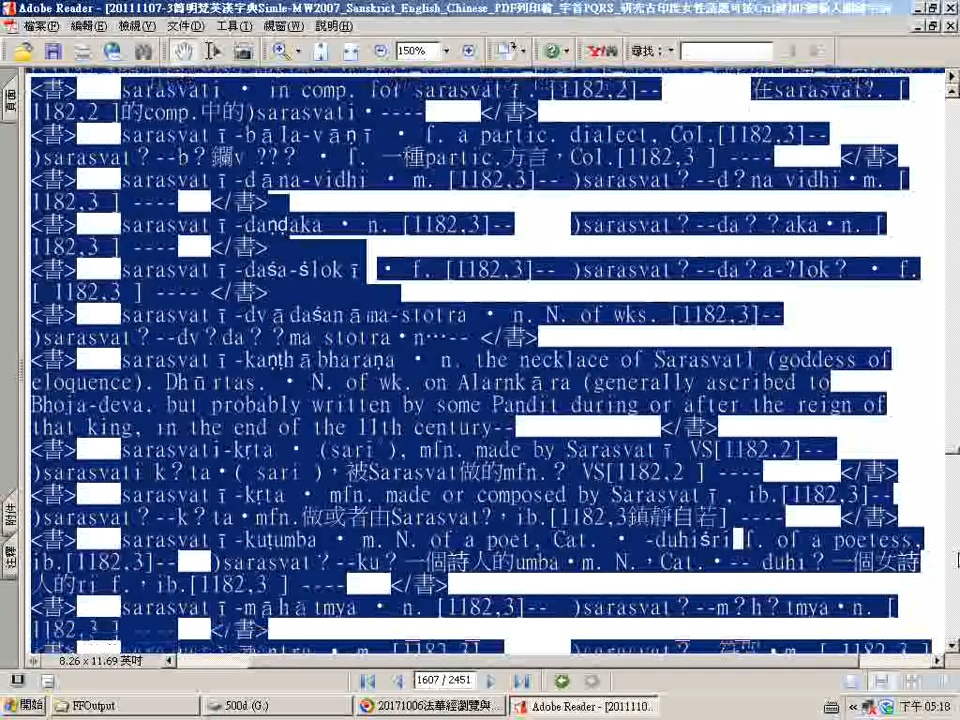 Adobe Reader - [20111107-3簡明梵英漢字典Simle-MW2007_Sanskrict_English_Chinese_PDF列印檔_字首PQRS_研究古印度女性議題可按Ctrl鍵加F鍵輸入關鍵字詞
檔案(F) 編輯(E) 檢視(V) 文件(D) 工具(T) 視窗(W) 說明(H)
150% 尋找：
頁面
<書> sarasvati • in comp. for sarasvatī, [1182,2]-- 在sarasvat?, [
1182,2 ]的comp.中的)sarasvati•---- </書>
<書> sarasvatī-bāla-vāṇī • f. a partic. dialect, Col.[1182,3]--
)sarasvat？--b？鑭v ??？ • f. 一種partic.方言，Col.[1182,3 ] ---- </書>
<書> sarasvatī-dāna-vidhi • m. [1182,3]-- )sarasvat？--d？na vidhi•m. [
1182,3 ] ---- </書>
<書> sarasvatī-daṇḍaka • n. [1182,3]-- )sarasvat？--da？？aka•n. [
1182,3 ] ---- </書>
<書> sarasvatī-daśa-ślokī • f. [1182,3]-- )sarasvat？--da？a-?lok？ • f.
[ 1182,3 ] ---- </書>
<書> sarasvatī-dvādaśanāma-stotra • n. N. of wks. [1182,3]--
)sarasvat？--dv？da？？ma stotra•n‥‥-- </書>
<書> sarasvatī-kaṇṭhābharaṇa • n. the necklace of Sarasvatl (goddess of
eloquence). Dhūrtas. • N. of wk. on Alarnkāra (generally ascribed to
Bhoja-deva. but probably written by some Pandit during or after the reign of
that king, in the end of the 11th century-- </書>
<書> sarasvati-kṛta • (sari°), mfn. made by Sarasvatī VS[1182,2]--
)sarasvati k？ta•( sari )，被Sarasvat做的mfn.？ VS[1182,2 ] ---- </書>
<書> sarasvatī-kṛta • mfn. made or composed by Sarasvatī, ib.[1182,3]--
)sarasvat？--k？ta•mfn.做或者由Sarasvat?，ib.[1182,3鎮靜自若] ---- </書>
<書> sarasvatī-kuṭumba • m. N. of a poet, Cat. • -duhiśri f. of a poetess,
ib.[1182,3]-- )sarasvat？--ku？一個詩人的umba•m. N.，Cat.•-- duhi？一個女詩
人的ri f.，ib.[1182,3 ] ---- </書>
<書> sarasvatī-māhātmya • n. [1182,3]-- )sarasvat？--m？h？tmya•n. [
1182,3 ] -- --- </書>
附件
注釋
8.26 x 11.69 英吋
1607 / 2451
開始 FFOutput 500d (G:) 20171006法華經瀏覽與... Adobe Reader - [2011110... 下午 05:18